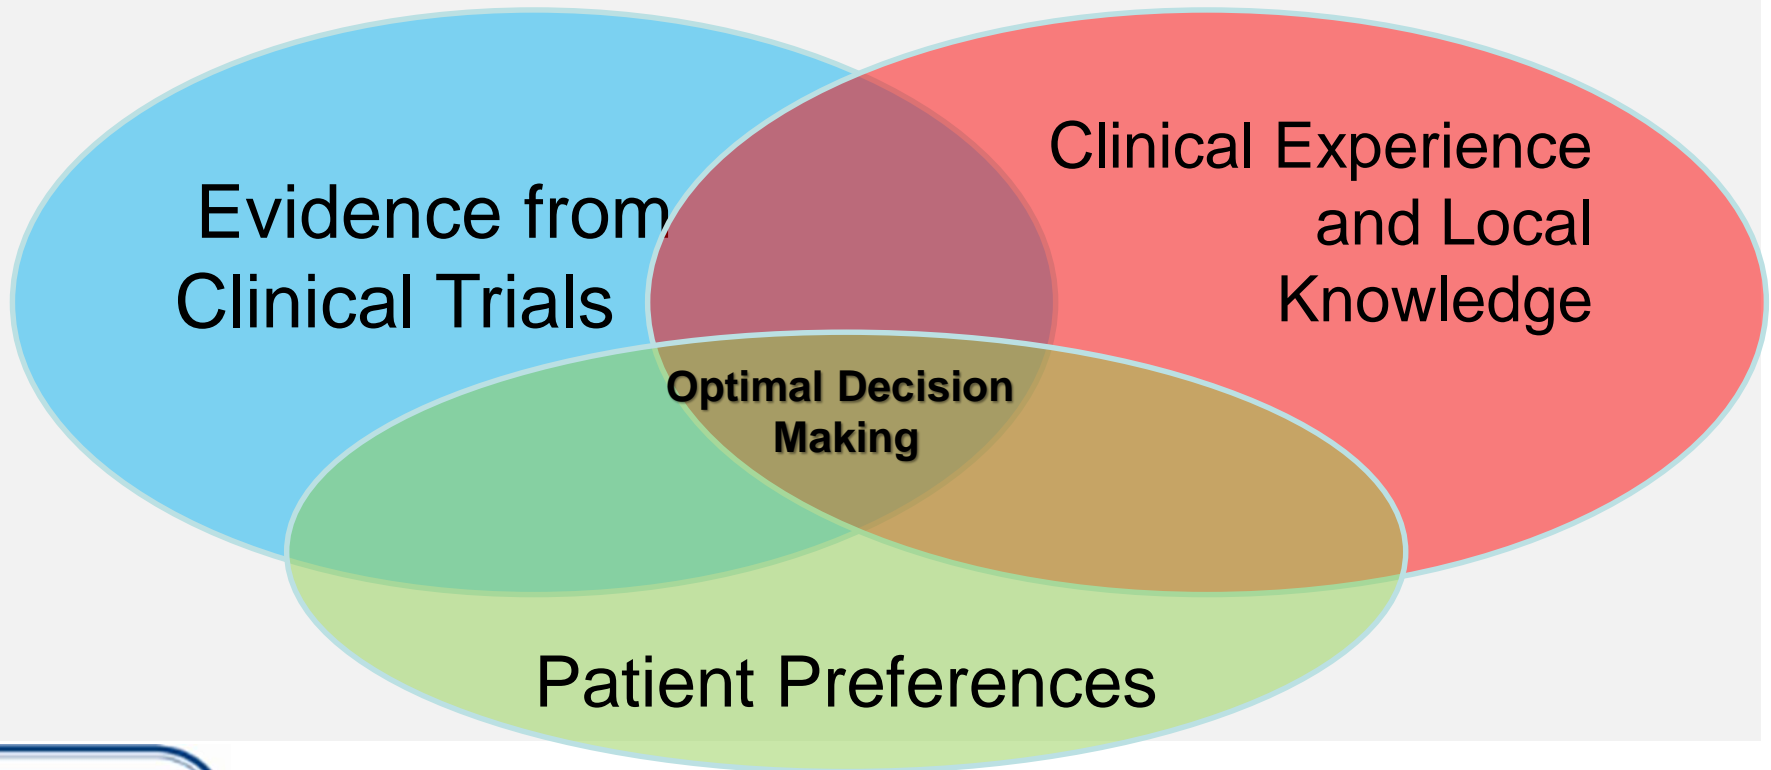 Evidence from
Clinical Trials
Clinical Experience
and Local
Knowledge
Optimal Decision
Making
Patient Preferences